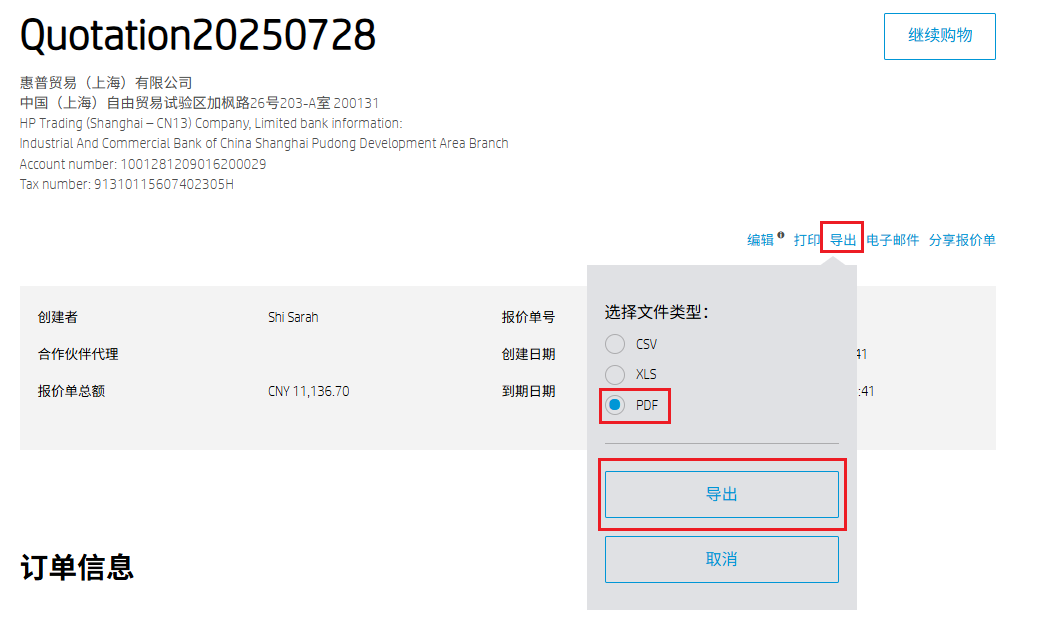 Quotation20250728
继续购物
惠普贸易（上海）有限公司
中国（上海）自由贸易试验区加枫路26号203-A室 200131
HP Trading (Shanghai – CN13) Company, Limited bank information:
Industrial And Commercial Bank of China Shanghai Pudong Development Area Branch
Account number: 1001281209016200029
Tax number: 91310115607402305H
编辑 打印 导出 电子邮件 分享报价单
创建者 Shi Sarah 报价单号
合作伙伴代理 创建日期 41
报价单总额 CNY 11,136.70 到期日期 :41
选择文件类型：
CSV
XLS
PDF
导出
取消
订单信息